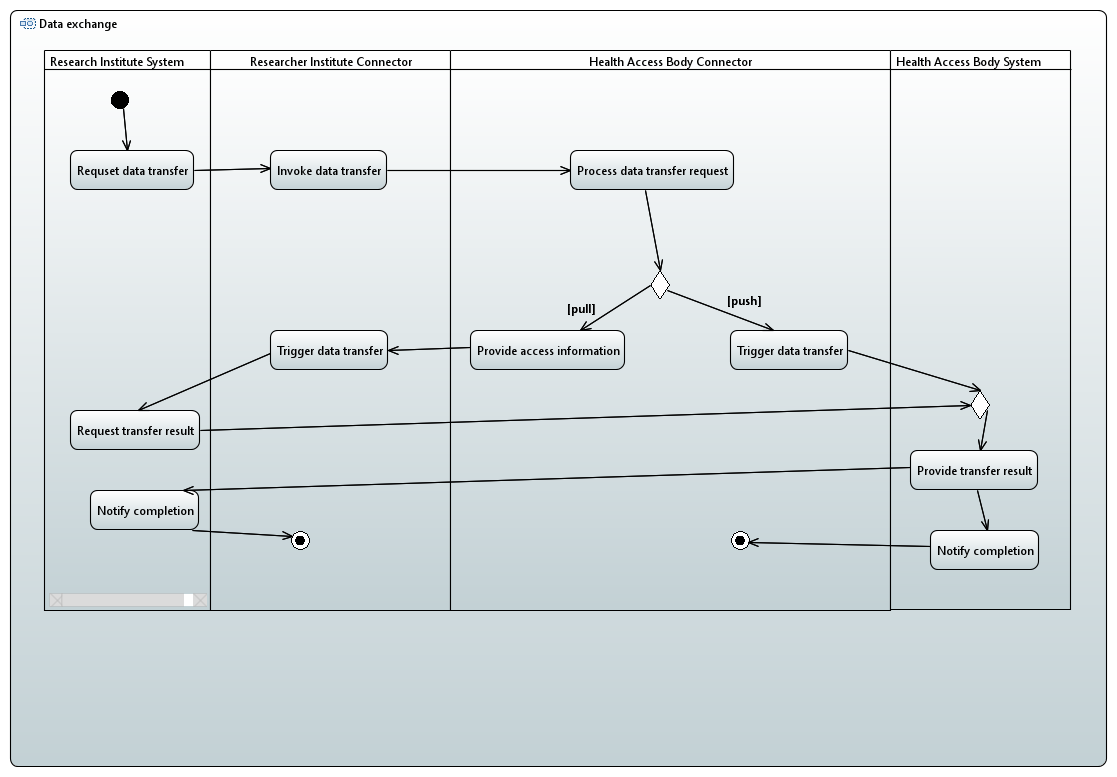 Data exchange
Research Institute System
Researcher Institute Connector
Health Access Body Connector
Health Access Body System
Requset data transfer
Invoke data transfer
Process data transfer request
[pull]
[push]
Trigger data transfer
Provide access information
Trigger data transfer
Request transfer result
Provide transfer result
Notify completion
Notify completion